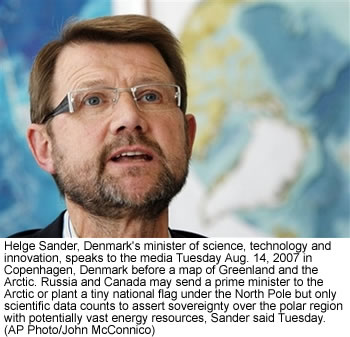 Helge Sander, Denmark's minister of science, technology and
innovation, speaks to the media Tuesday Aug. 14, 2007 in
Copenhagen, Denmark before a map of Greenland and the
Arctic. Russia and Canada may send a prime minister to the
Arctic or plant a tiny national flag under the North Pole but only
scientific data counts to assert sovereignty over the polar region
with potentially vast energy resources, Sander said Tuesday.
(AP Photo/John McConnico)